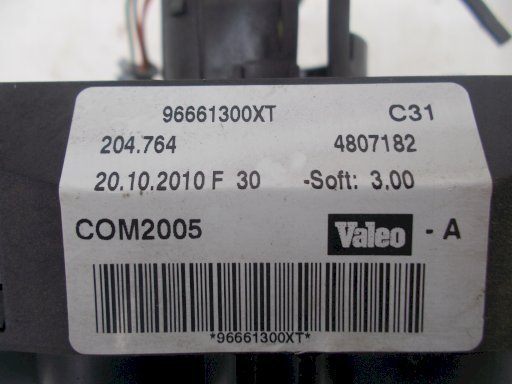 96661300XT C31
204.764 4807182
20.10.2010 F 30 -Soft: 3.00
COM2005 Valeo - A
*96661300XT*